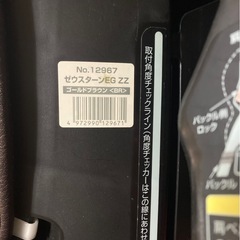 No.12967
ゼウスターンEG ZZ
ゴールドブラウン <BR>
4 972990 129671
取付角度チェックライン(角度チェッカーはこの線にあわせ
バックル
ロック
バックル
肩ベ